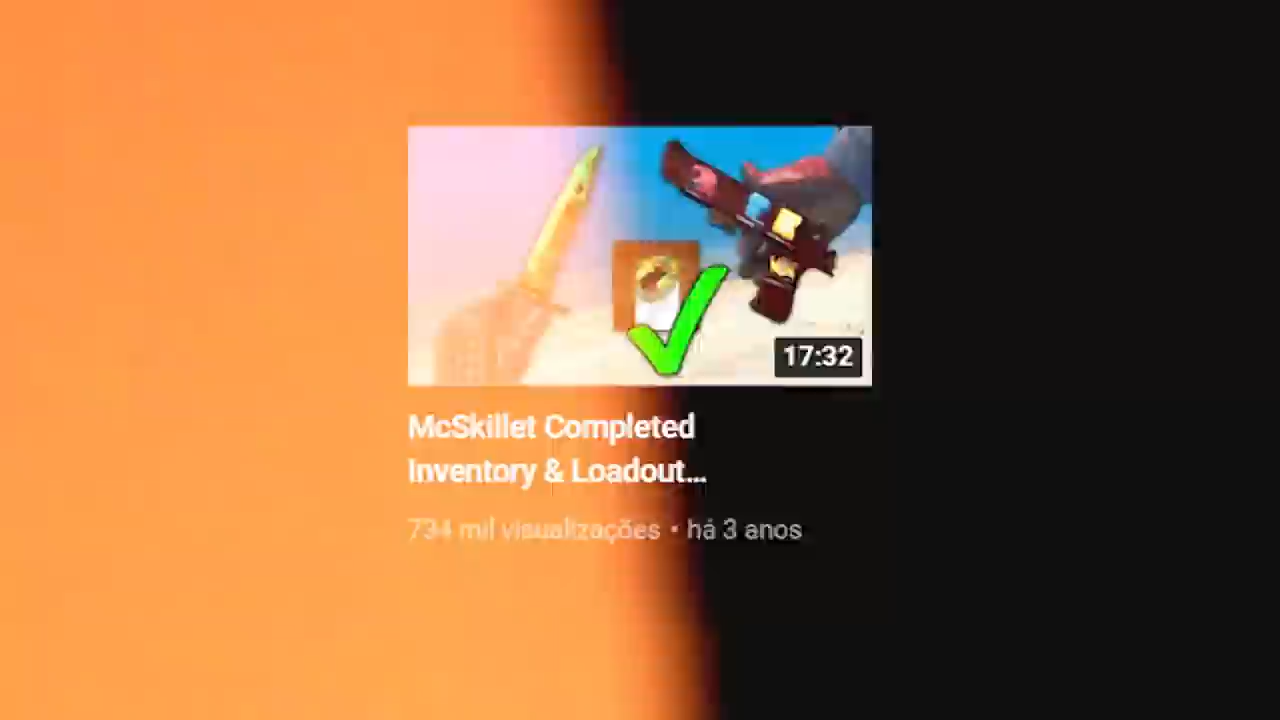 17:32
McSkillet Completed
Inventory & Loadout...
734 mil visualizações • há 3 anos